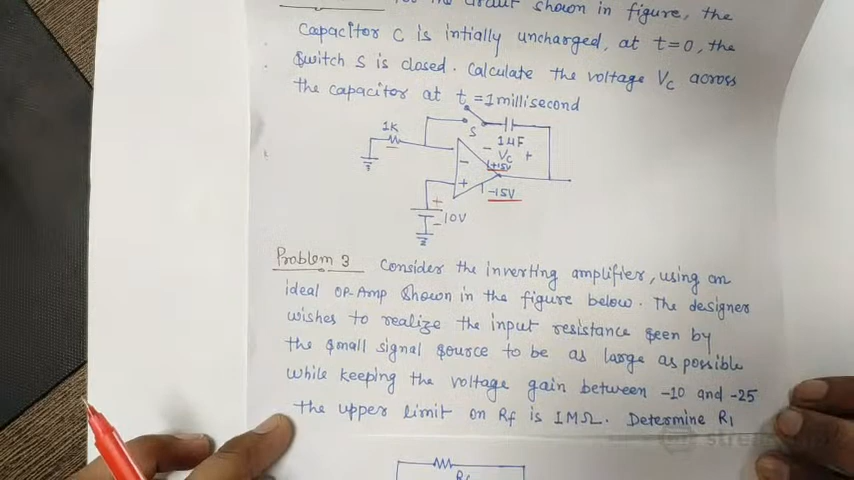 for the circuit shown in figure, the
capacitor C is intially uncharged, at t=0, the
Switch S is closed. Calculate the voltage Vc across
the capacitor at t =1millisecond
1K
S
1μF
- Vc +
+15V
-
+
-15V
+
10V
-
Problem 3 Consider the inverting amplifier, using an
ideal OP-Amp Shown in the figure below. The designer
wishes to realize the input resistance seen by
the small signal source to be as large as possible
while keeping the voltage gain between -10 and -25
the upper limit on Rf is 1MΩ. Determine R1
Rf